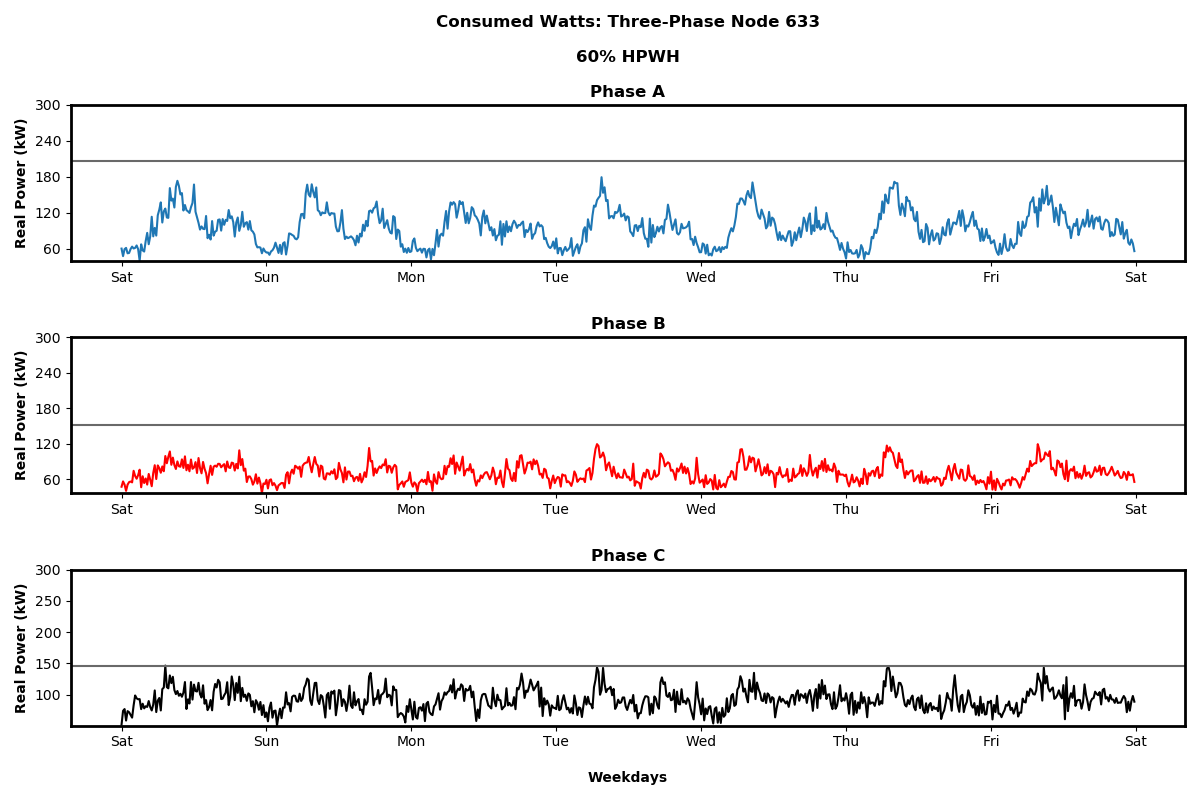 Consumed Watts: Three-Phase Node 633
60% HPWH
Phase A
Real Power (kW)
300
240
180
120
60
Sat Sun Mon Tue Wed Thu Fri Sat
Phase B
Real Power (kW)
300
240
180
120
60
Sat Sun Mon Tue Wed Thu Fri Sat
Phase C
Real Power (kW)
300
250
200
150
100
Sat Sun Mon Tue Wed Thu Fri Sat
Weekdays